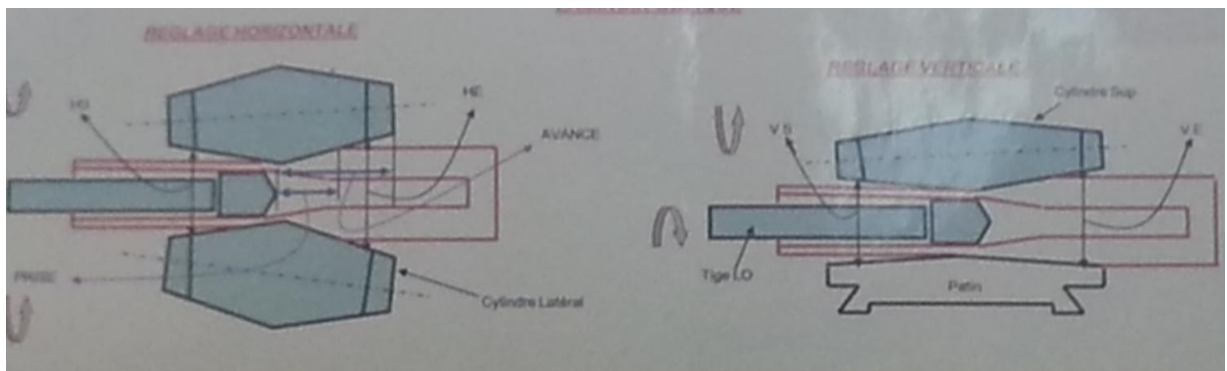 REGLAGE HORIZONTALE
HS
HE
AVANCE
PRISE
Cylindre Latéral
REGLAGE VERTICALE
Cylindre Sup
V.S
V.E
Tige LO
Patin